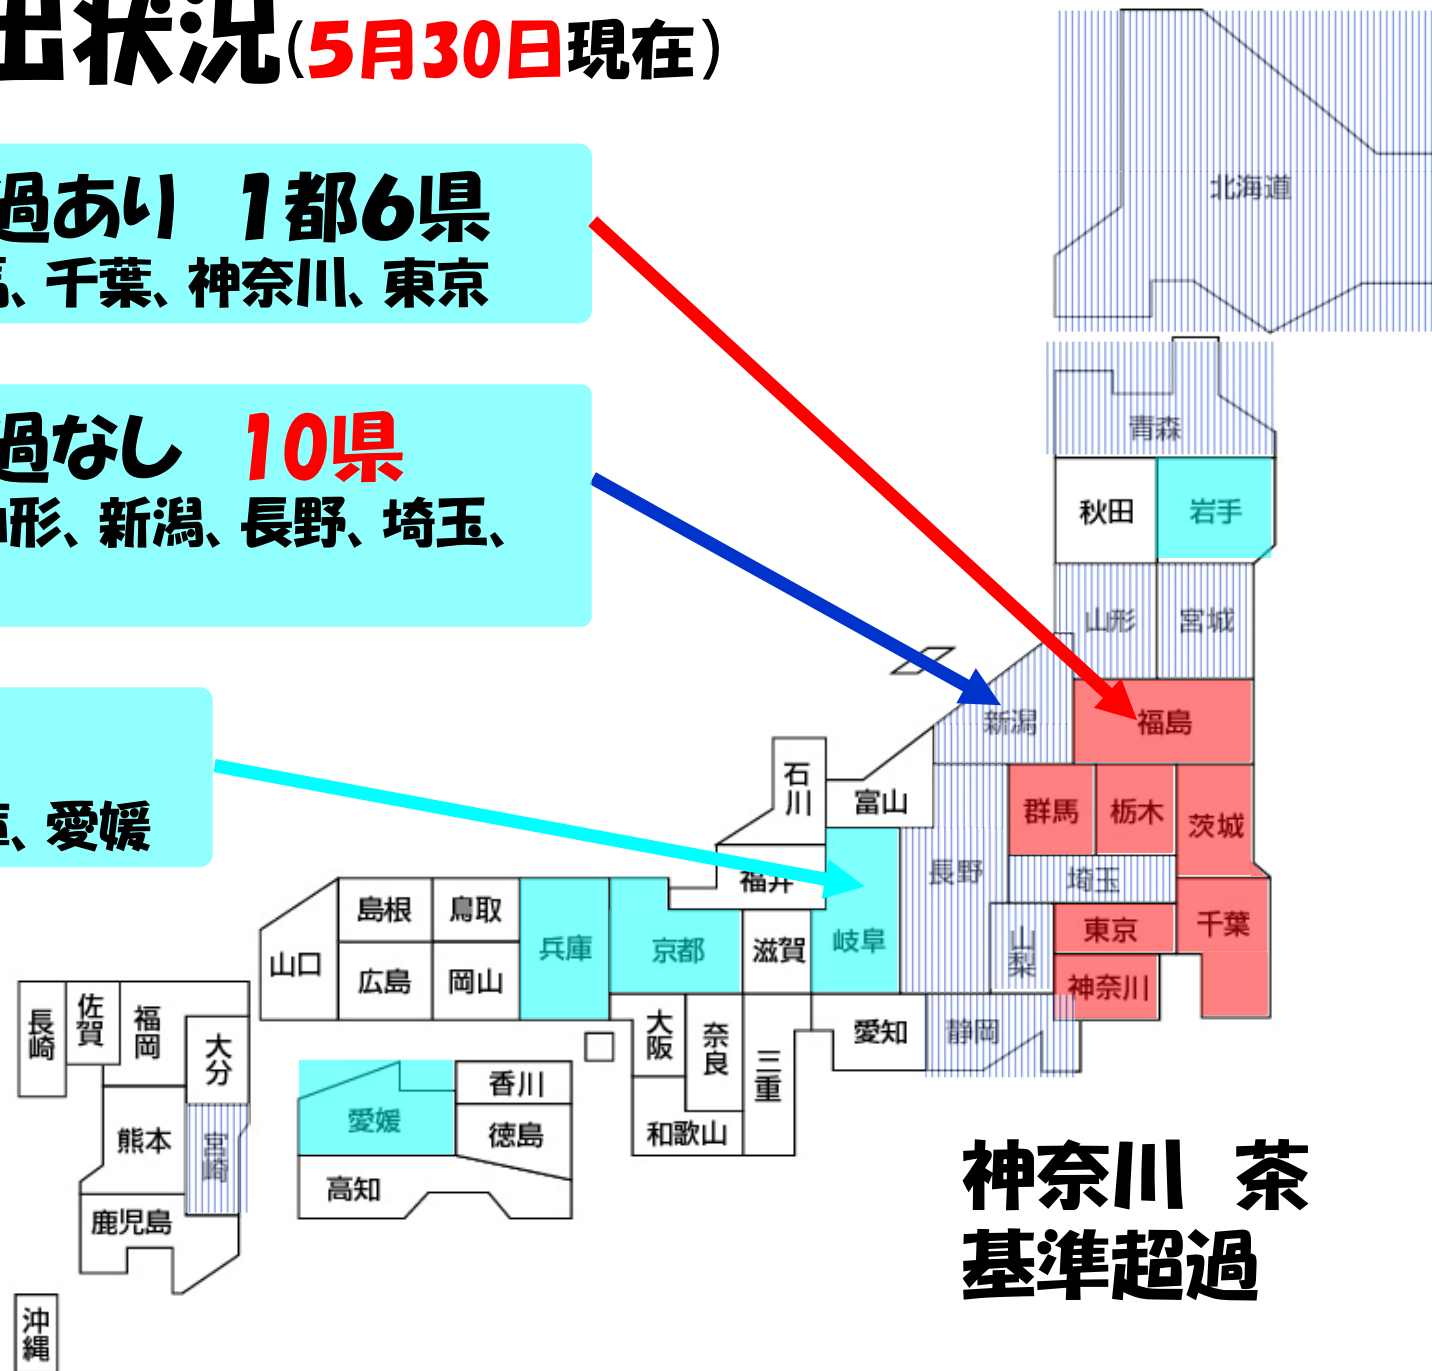 出状況(5月30日現在)
過あり 1都6県
馬、千葉、神奈川、東京
過なし 10県
山形、新潟、長野、埼玉、
庫、愛媛
北海道
青森
秋田
岩手
山形
宮城
新潟
福島
石川
富山
群馬
栃木
茨城
福井
長野
埼玉
島根
鳥取
兵庫
京都
滋賀
岐阜
山梨
東京
千葉
山口
広島
岡山
神奈川
長崎
佐賀
福岡
大分
大阪
奈良
三重
愛知
静岡
熊本
宮崎
愛媛
香川
徳島
和歌山
高知
鹿児島
沖縄
神奈川 茶
基準超過